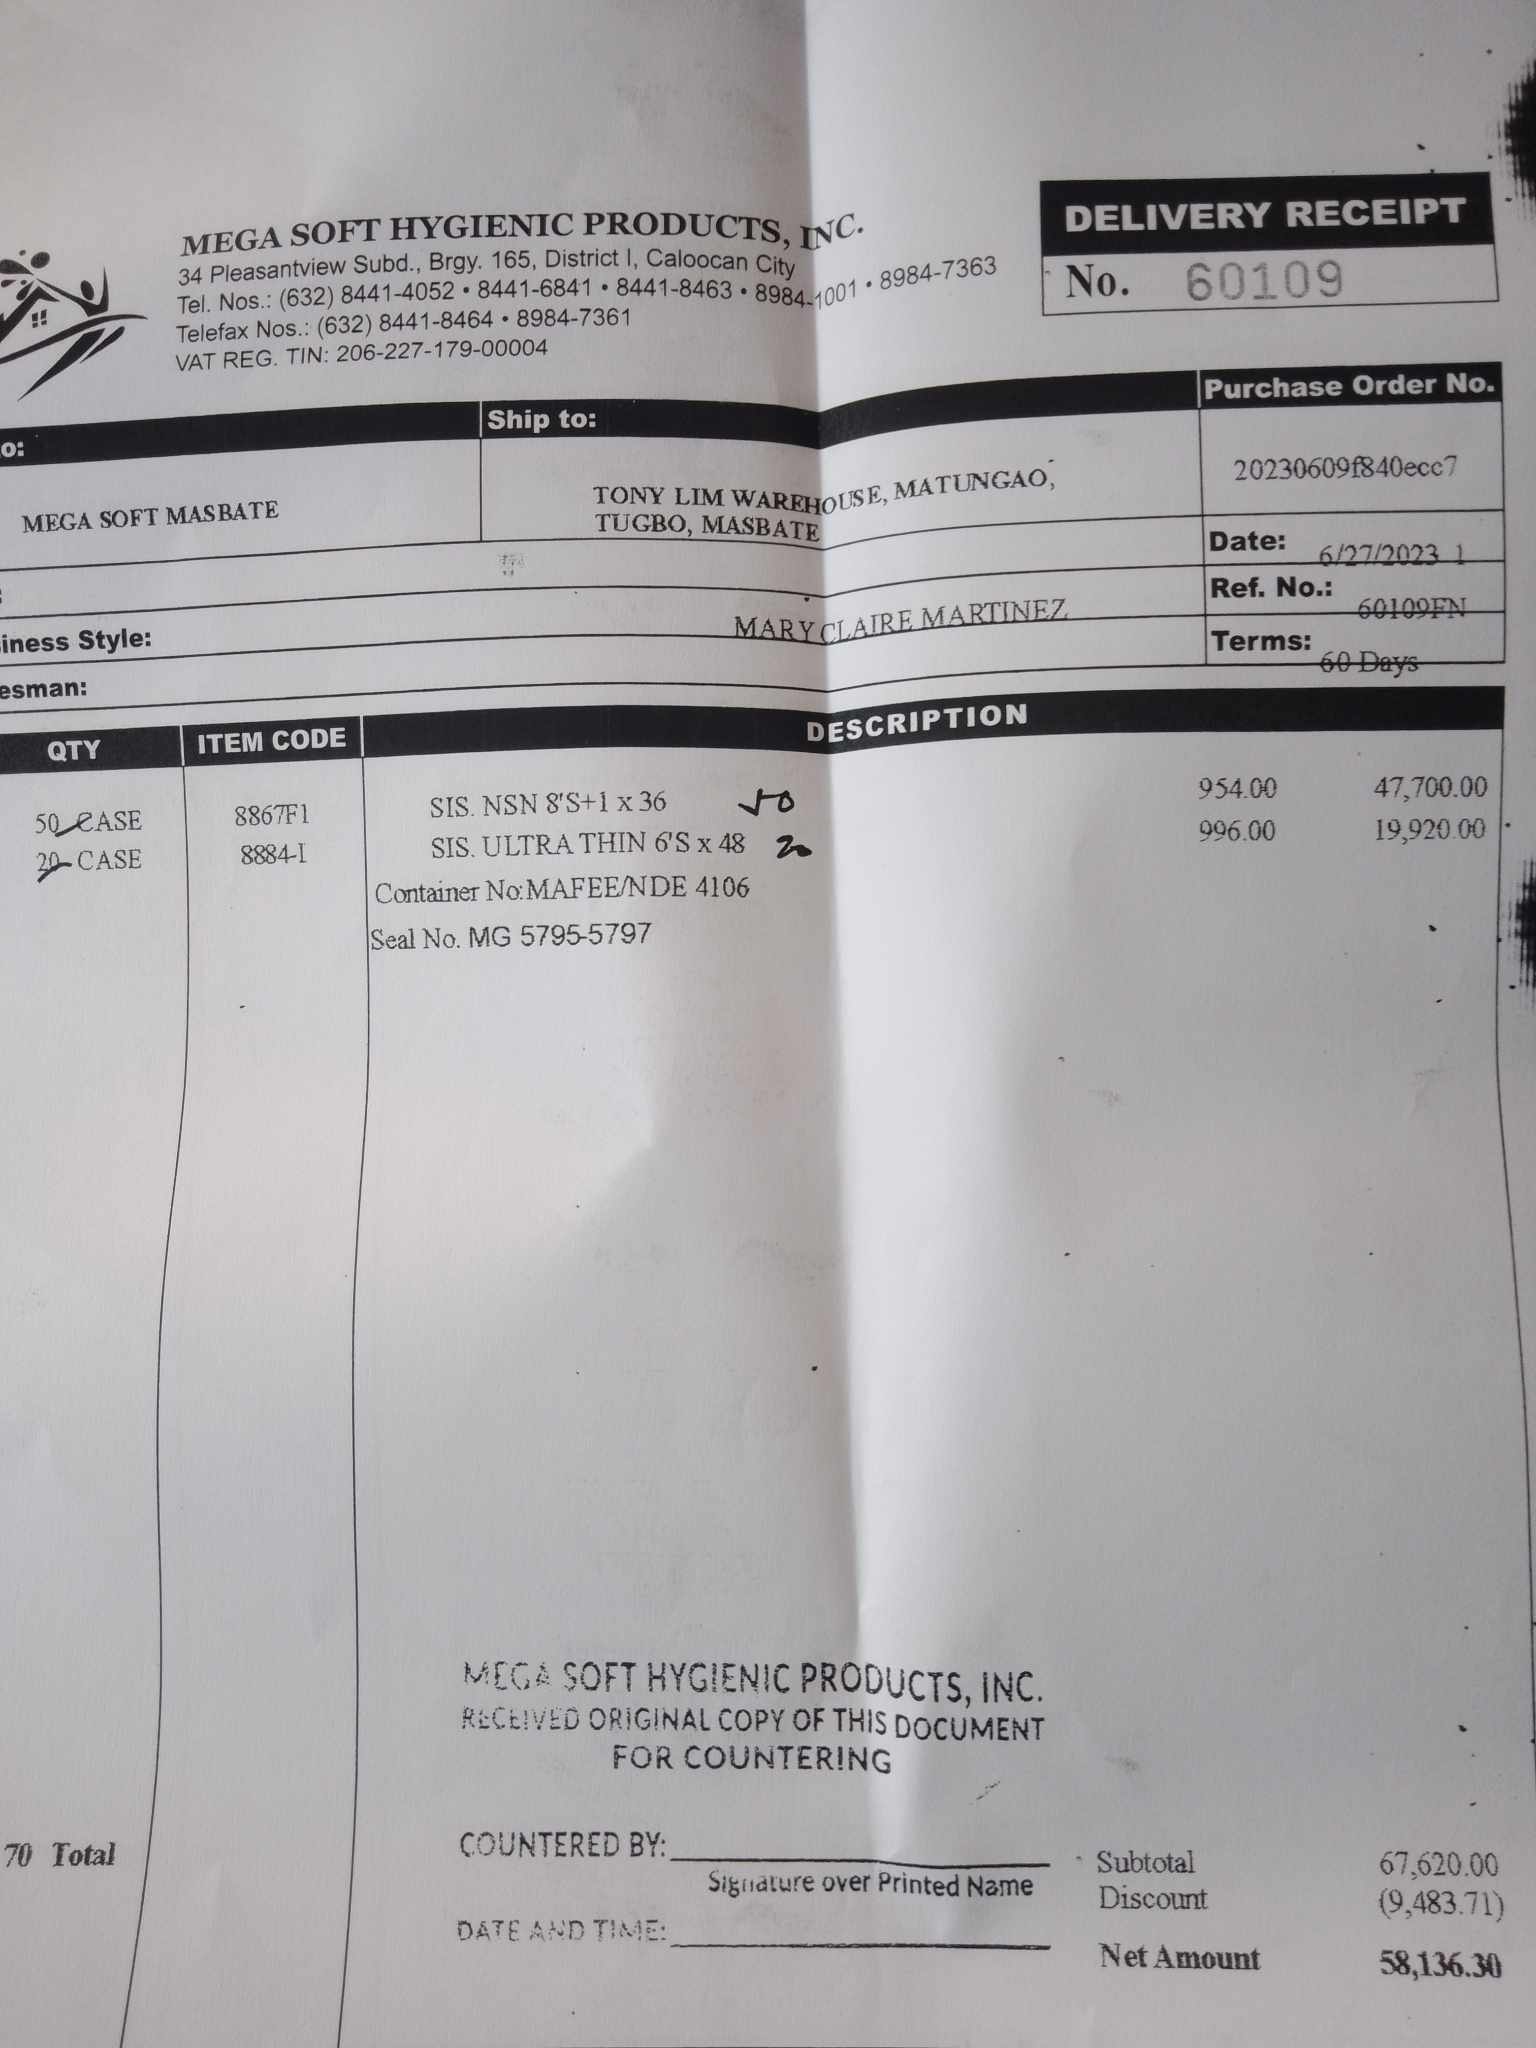 MEGA SOFT HYGIENIC PRODUCTS, INC.
34 Pleasantview Subd., Brgy. 165, District I, Caloocan City
Tel. Nos.: (632) 8441-4052 • 8441-6841 • 8441-8463 • 8984-1001 • 8984-7363
Telefax Nos.: (632) 8441-8464 • 8984-7361
VAT REG. TIN: 206-227-179-00004
DELIVERY RECEIPT
No. 60109
o:
MEGA SOFT MASBATE
Ship to:
TONY LIM WAREHOUSE, MATUNGAO,
TUGBO, MASBATE
Purchase Order No.
20230609f840ecc7
Date: 6/27/2023 1
Ref. No.: 60109FN
Terms: 60 Days
:
iness Style:
MARY CLAIRE MARTINEZ
esman:
QTY ITEM CODE DESCRIPTION
50 CASE 8867F1 SIS. NSN 8'S+1 x 36 50 954.00 47,700.00
20 CASE 8884-I SIS. ULTRA THIN 6'S x 48 20 996.00 19,920.00
Container No:MAFEE/NDE 4106
Seal No. MG 5795-5797
MEGA SOFT HYGIENIC PRODUCTS, INC.
RECEIVED ORIGINAL COPY OF THIS DOCUMENT
FOR COUNTERING
COUNTERED BY:
Signature over Printed Name
DATE AND TIME:
70 Total
Subtotal 67,620.00
Discount (9,483.71)
Net Amount 58,136.30